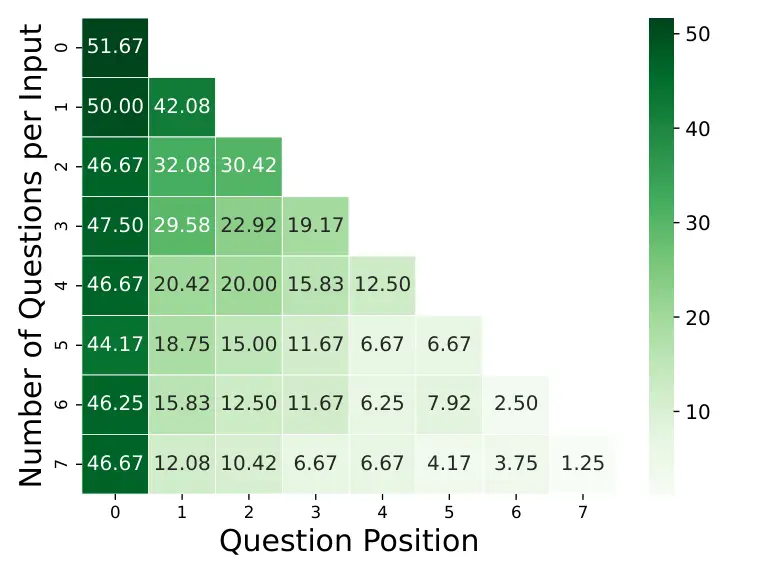 Number of Questions per Input
0 51.67
1 50.00 42.08
2 46.67 32.08 30.42
3 47.50 29.58 22.92 19.17
4 46.67 20.42 20.00 15.83 12.50
5 44.17 18.75 15.00 11.67 6.67 6.67
6 46.25 15.83 12.50 11.67 6.25 7.92 2.50
7 46.67 12.08 10.42 6.67 6.67 4.17 3.75 1.25
0 1 2 3 4 5 6 7
Question Position
50
40
30
20
10